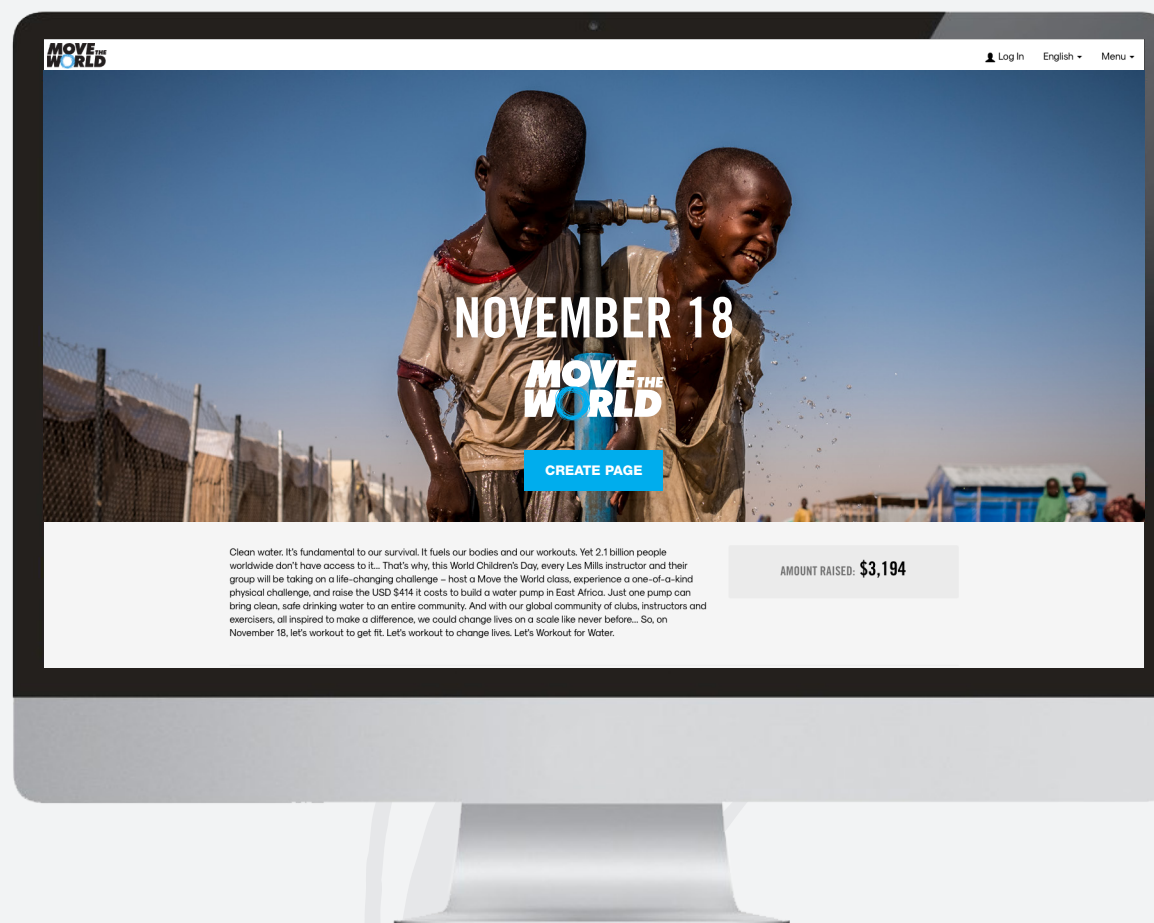 MOVE THE
WORLD
Log In English Menu
NOVEMBER 18
MOVE THE
WORLD
CREATE PAGE
Clean water. It's fundamental to our survival. It fuels our bodies and our workouts. Yet 2.1 billion people
worldwide don't have access to it... That's why, this World Children's Day, every Les Mills instructor and their
group will be taking on a life-changing challenge – host a Move the World class, experience a one-of-a-kind
physical challenge, and raise the USD $414 it costs to build a water pump in East Africa. Just one pump can
bring clean, safe drinking water to an entire community. And with our global community of clubs, instructors and
exercisers, all inspired to make a difference, we could change lives on a scale like never before... So, on
November 18, let's workout to get fit. Let's workout to change lives. Let's Workout for Water.
AMOUNT RAISED: $3,194